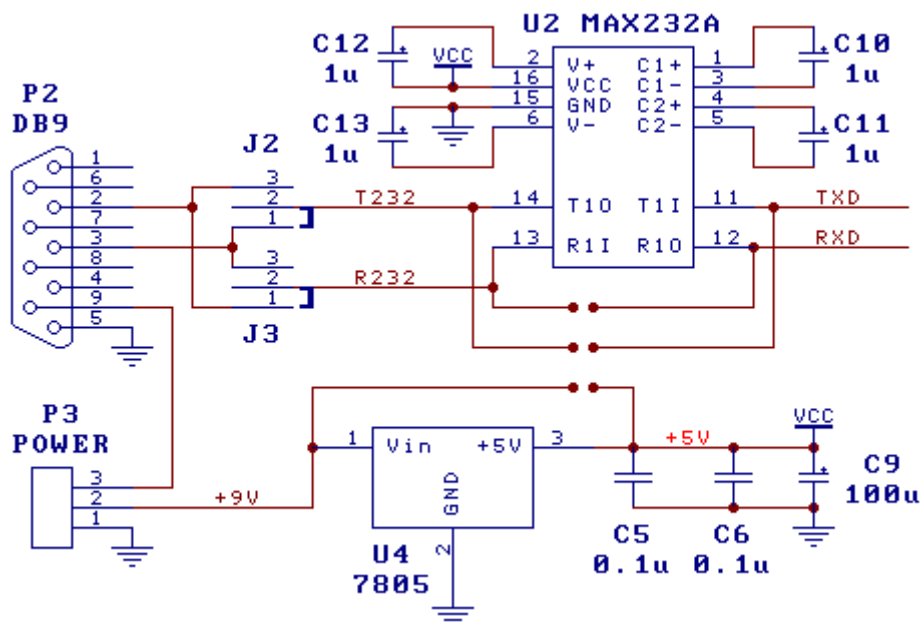 U2 MAX232A
C12
1u
VCC
2
16
15
6
V+
VCC
GND
V-
C1+
C1-
C2+
C2-
1
3
4
5
C10
1u
C13
1u
C11
1u
P2
DB9
1
6
2
7
3
8
4
9
5
J2
3
2
1
T232
14
T1O
T1I
11
TXD
13
R1I
R1O
12
RXD
3
2
1
R232
J3
P3
POWER
3
2
1
+9V
1
Vin
+5V
3
GND
2
U4
7805
+5V
VCC
C9
100u
C5
0.1u
C6
0.1u